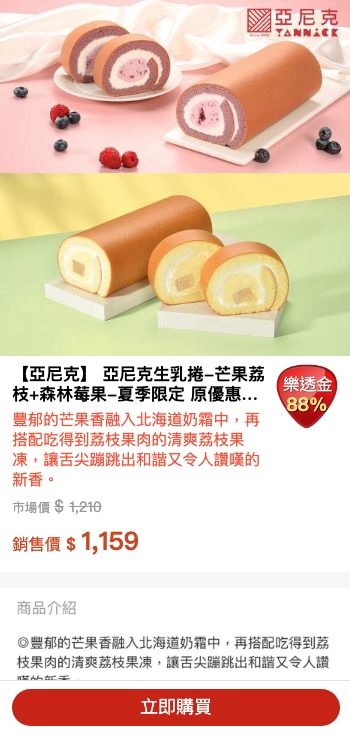 亞尼克
Since 1992
YANNICK
【亞尼克】 亞尼克生乳捲–芒果荔
枝+森林莓果–夏季限定 原優惠...
樂透金
88%
豐郁的芒果香融入北海道奶霜中，再
搭配吃得到荔枝果肉的清爽荔枝果
凍，讓舌尖蹦跳出和諧又令人讚嘆的
新香。
市場價 $ 1,210
銷售價 $ 1,159
商品介紹
◎豐郁的芒果香融入北海道奶霜中，再搭配吃得到荔
枝果肉的清爽荔枝果凍，讓舌尖蹦跳出和諧又令人讚
嘆的新香。
立即購買